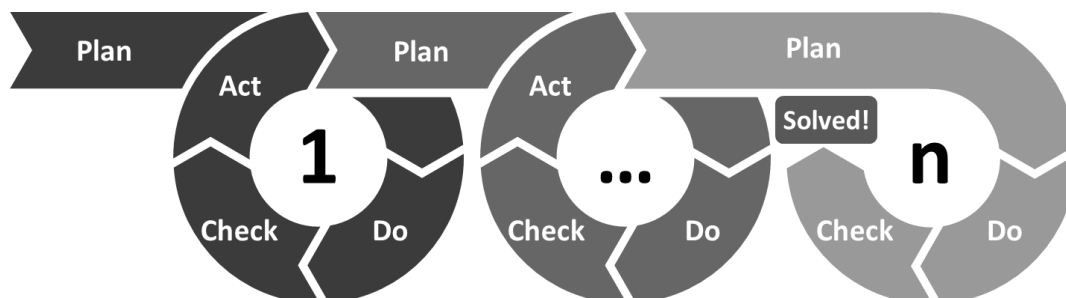 Plan
Plan
Plan
Act
Act
Solved!
1
...
n
Check
Do
Check
Do
Check
Do